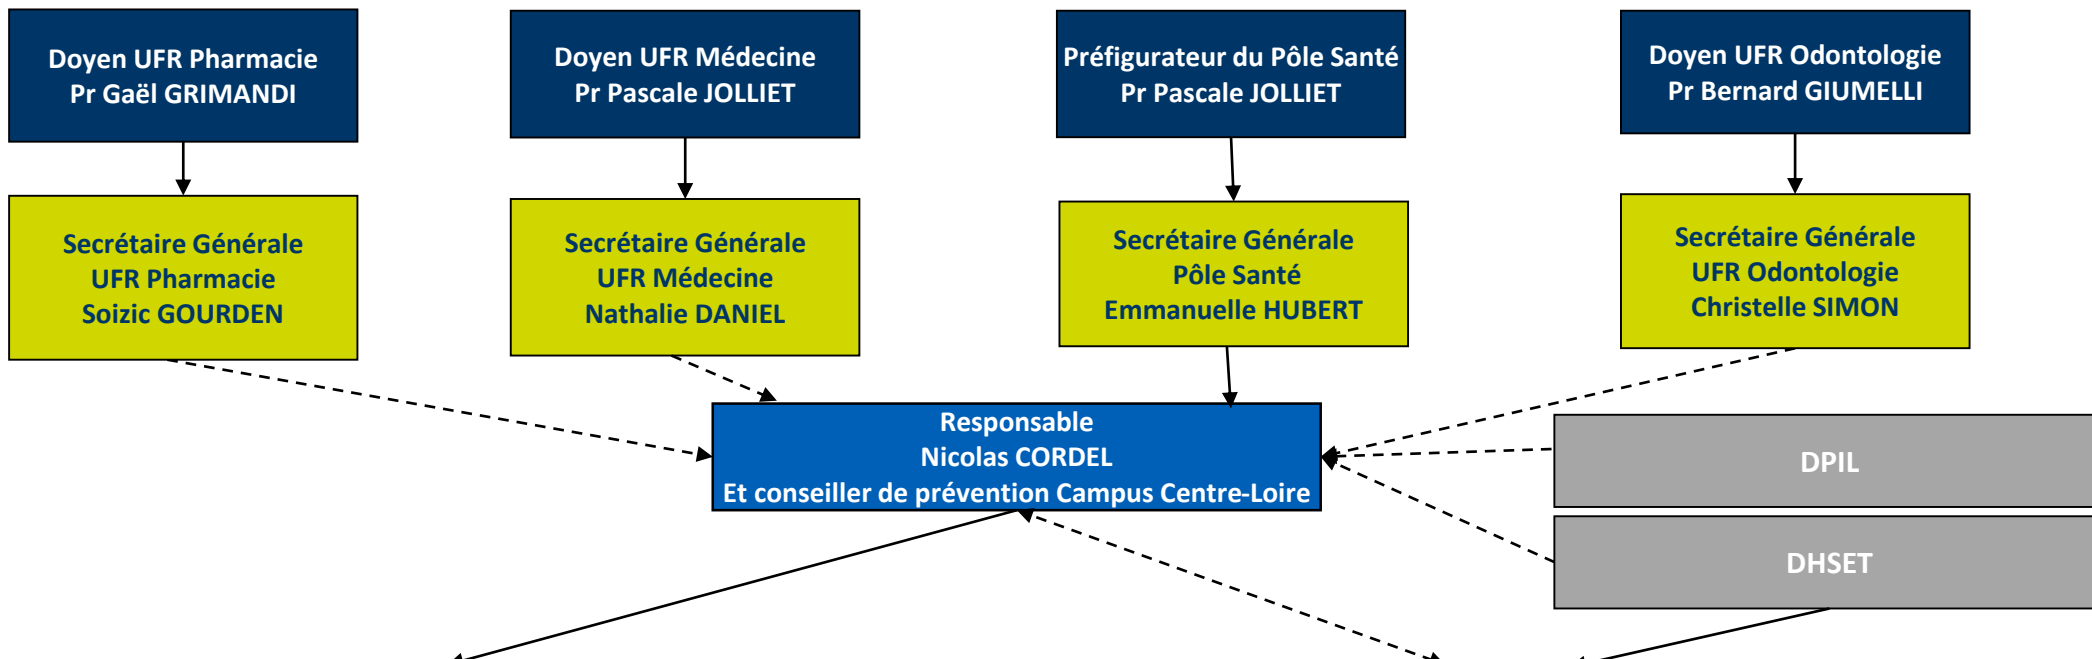 Doyen UFR Pharmacie
Pr Gaël GRIMANDI
Doyen UFR Médecine
Pr Pascale JOLLIET
Préfigurateur du Pôle Santé
Pr Pascale JOLLIET
Doyen UFR Odontologie
Pr Bernard GIUMELLI
Secrétaire Générale
UFR Pharmacie
Soizic GOURDEN
Secrétaire Générale
UFR Médecine
Nathalie DANIEL
Secrétaire Générale
Pôle Santé
Emmanuelle HUBERT
Secrétaire Générale
UFR Odontologie
Christelle SIMON
Responsable
Nicolas CORDEL
Et conseiller de prévention Campus Centre-Loire
DPIL
DHSET